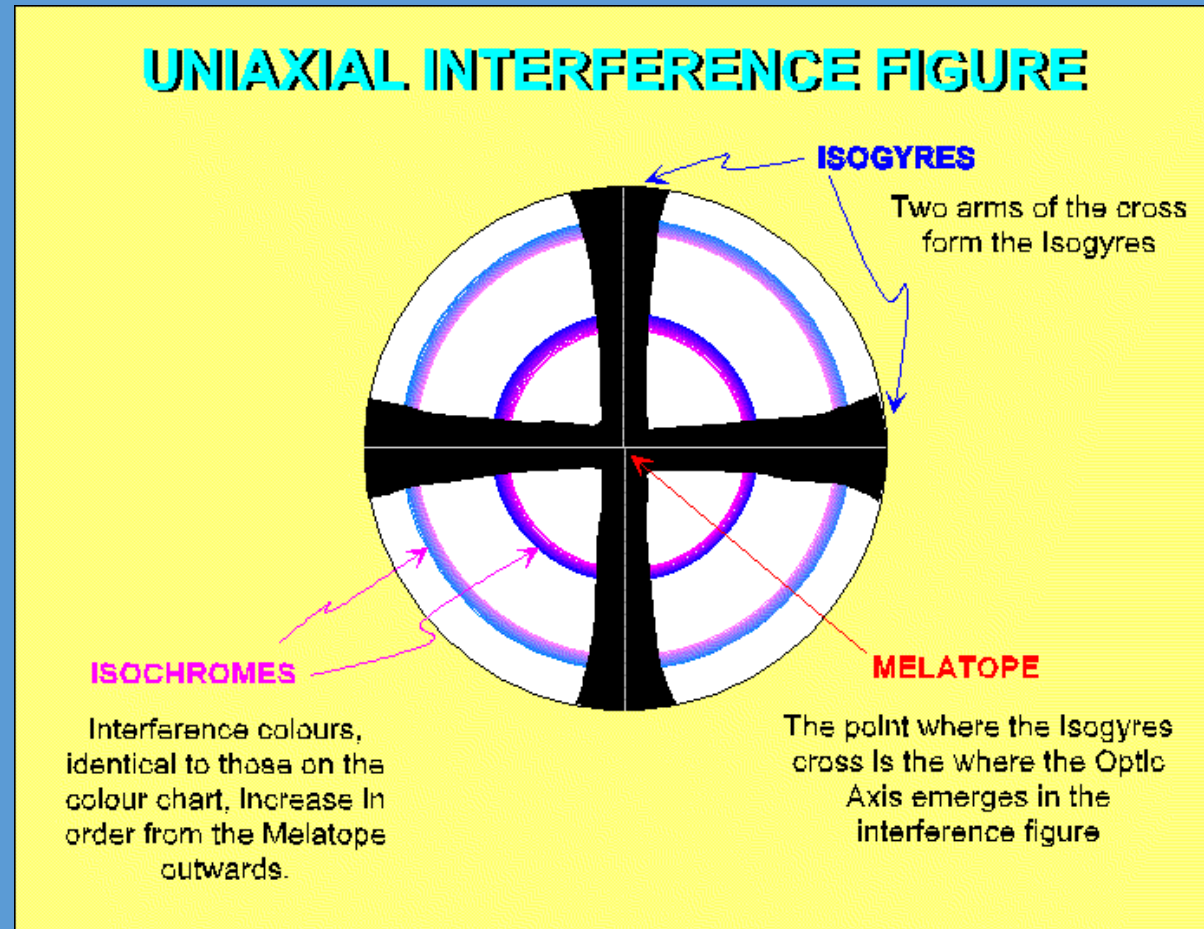 UNIAXIAL INTERFERENCE FIGURE
ISOGYRES
Two arms of the cross
form the Isogyres
ISOCHROMES
Interference colours,
identical to those on the
colour chart, Increase In
order from the Melatope
outwards.
MELATOPE
The point where the Isogyres
cross Is the where the Optic
Axis emerges in the
interference figure